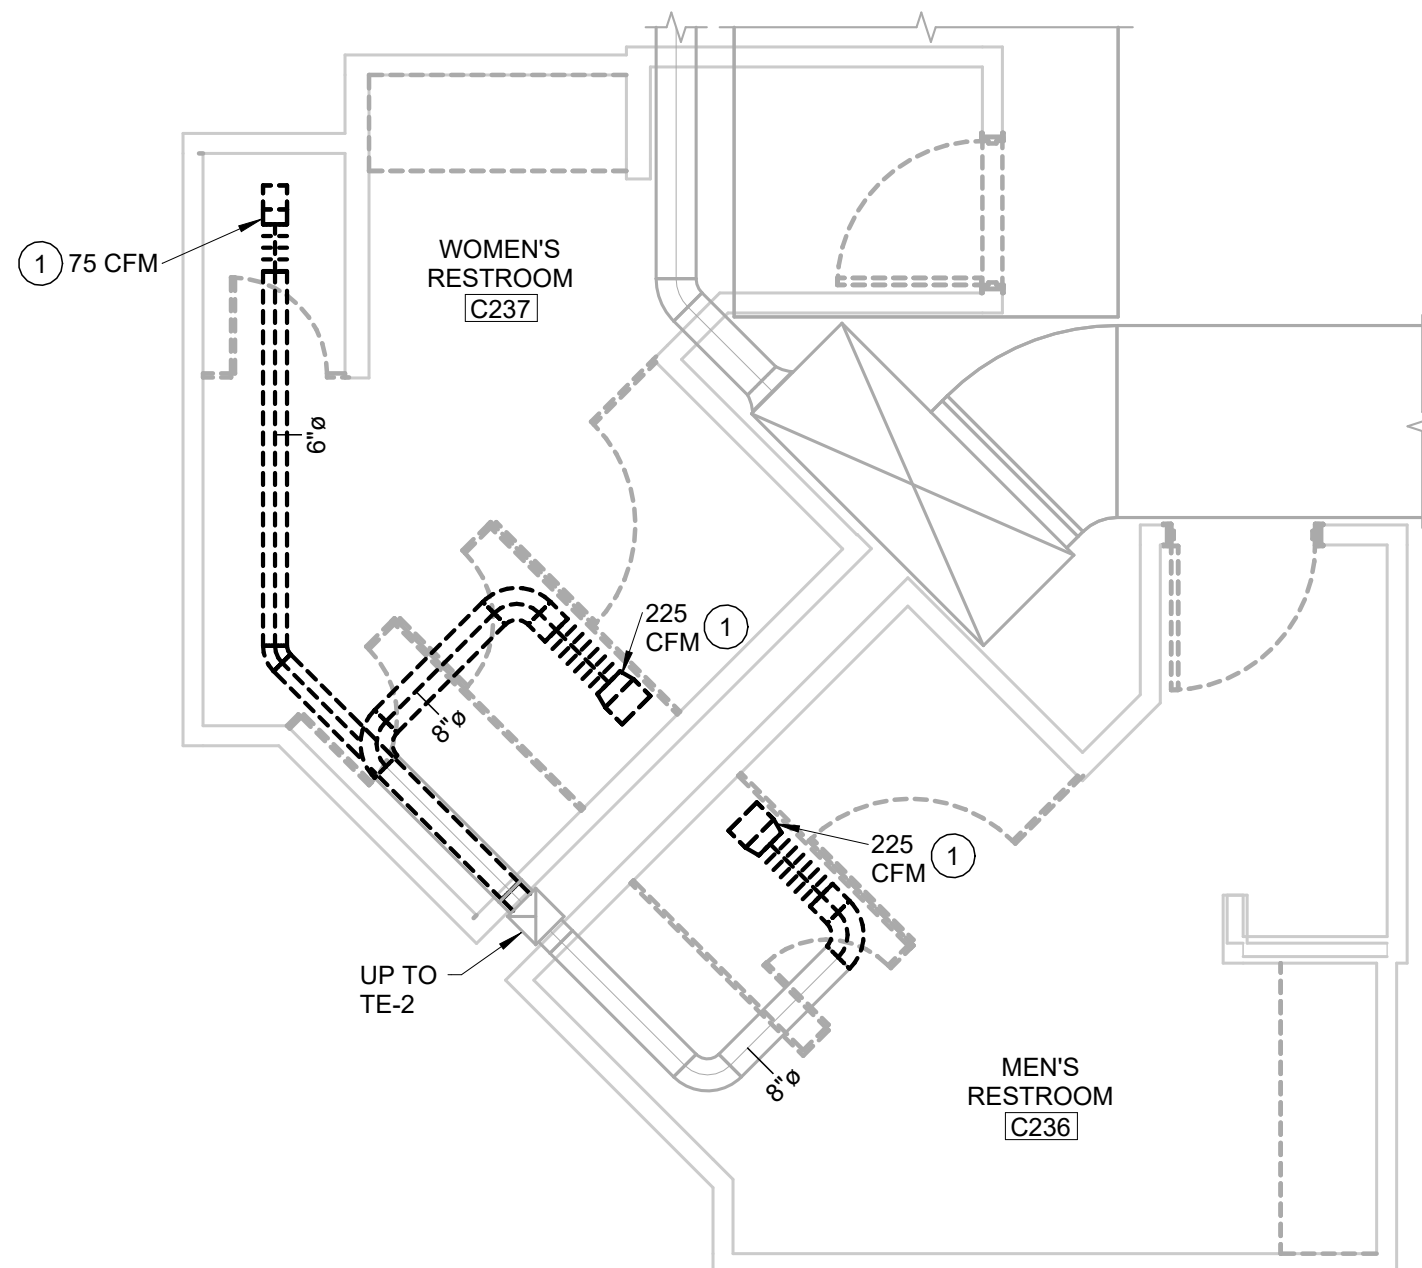 WOMEN'S
RESTROOM
C237
1 75 CFM
6"ø
225
CFM 1
8"ø
225
CFM 1
UP TO
TE-2
8"ø
MEN'S
RESTROOM
C236